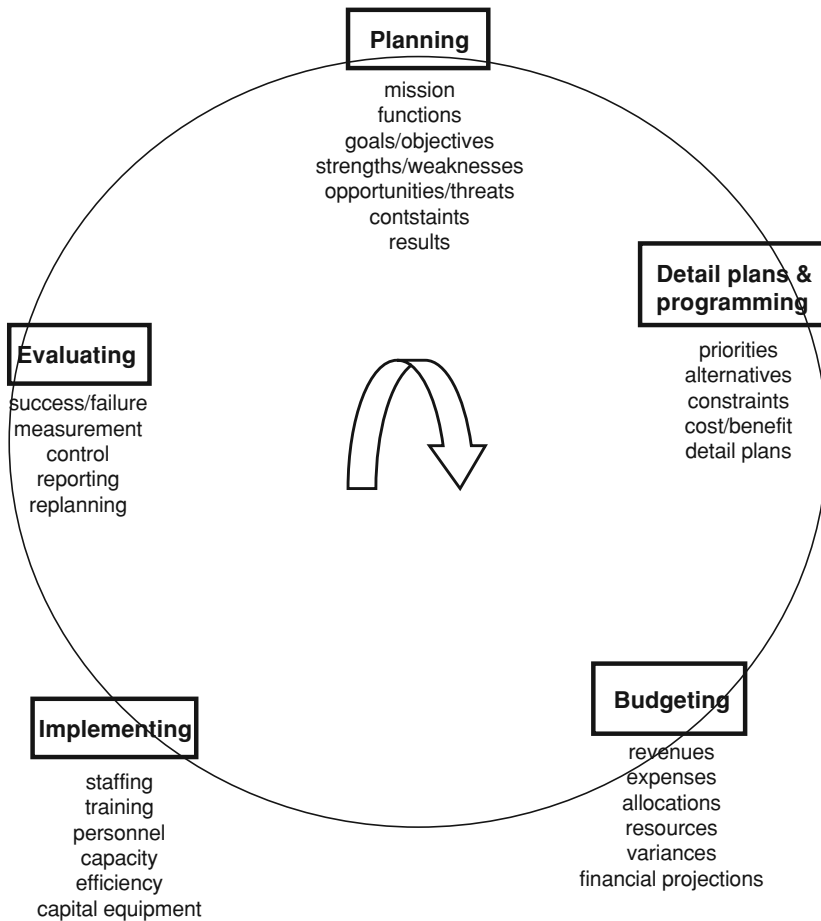 Planning
mission
functions
goals/objectives
strengths/weaknesses
opportunities/threats
contstaints
results
Detail plans &
programming
priorities
alternatives
constraints
cost/benefit
detail plans
Budgeting
revenues
expenses
allocations
resources
variances
financial projections
Implementing
staffing
training
personnel
capacity
efficiency
capital equipment
Evaluating
success/failure
measurement
control
reporting
replanning